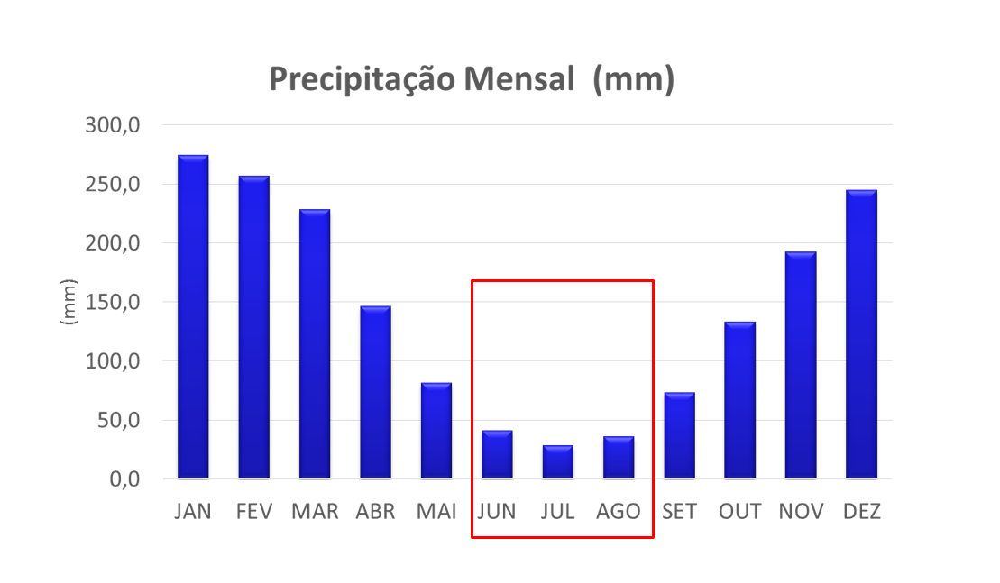 Precipitação Mensal (mm)
300,0
250,0
200,0
150,0
100,0
50,0
0,0
(mm)
JAN FEV MAR ABR MAI JUN JUL AGO SET OUT NOV DEZ